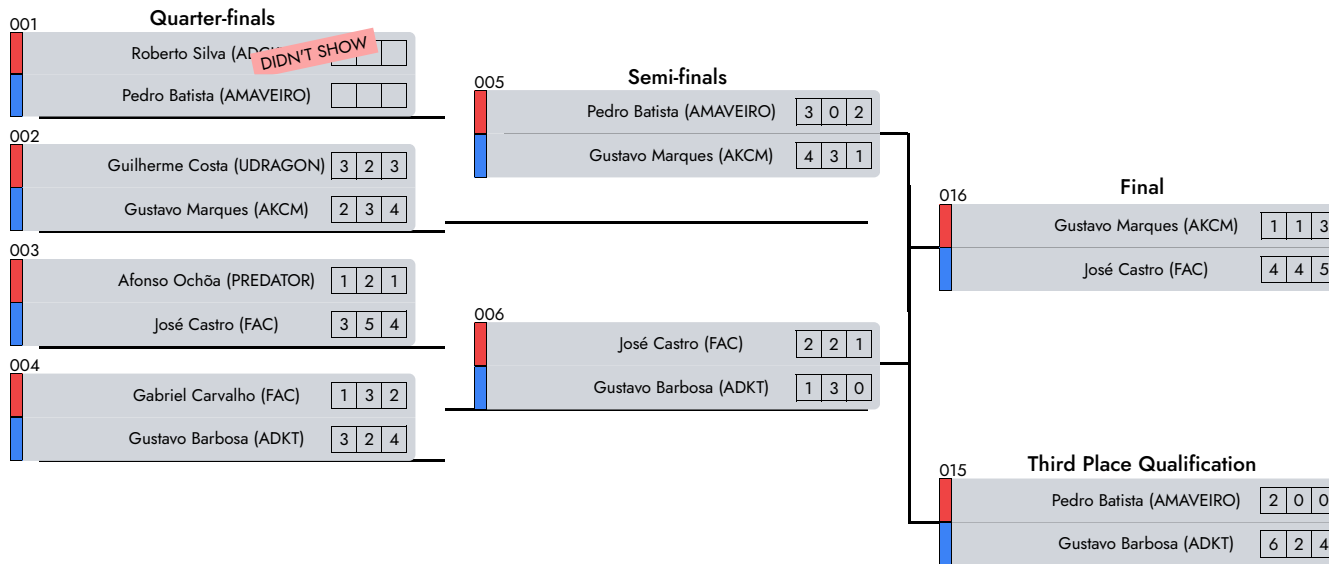 Quarter-finals
001
Roberto Silva
DIDN'T SHOW
Pedro Batista (AMAVEIRO)
002
Guilherme Costa (UDRAGON) 3 2 3
Gustavo Marques (AKCM) 2 3 4
003
Afonso Ochõa (PREDATOR) 1 2 1
José Castro (FAC) 3 5 4
004
Gabriel Carvalho (FAC) 1 3 2
Gustavo Barbosa (ADKT) 3 2 4
Semi-finals
005
Pedro Batista (AMAVEIRO) 3 0 2
Gustavo Marques (AKCM) 4 3 1
006
José Castro (FAC) 2 2 1
Gustavo Barbosa (ADKT) 1 3 0
Final
016
Gustavo Marques (AKCM) 1 1 3
José Castro (FAC) 4 4 5
Third Place Qualification
015
Pedro Batista (AMAVEIRO) 2 0 0
Gustavo Barbosa (ADKT) 6 2 4